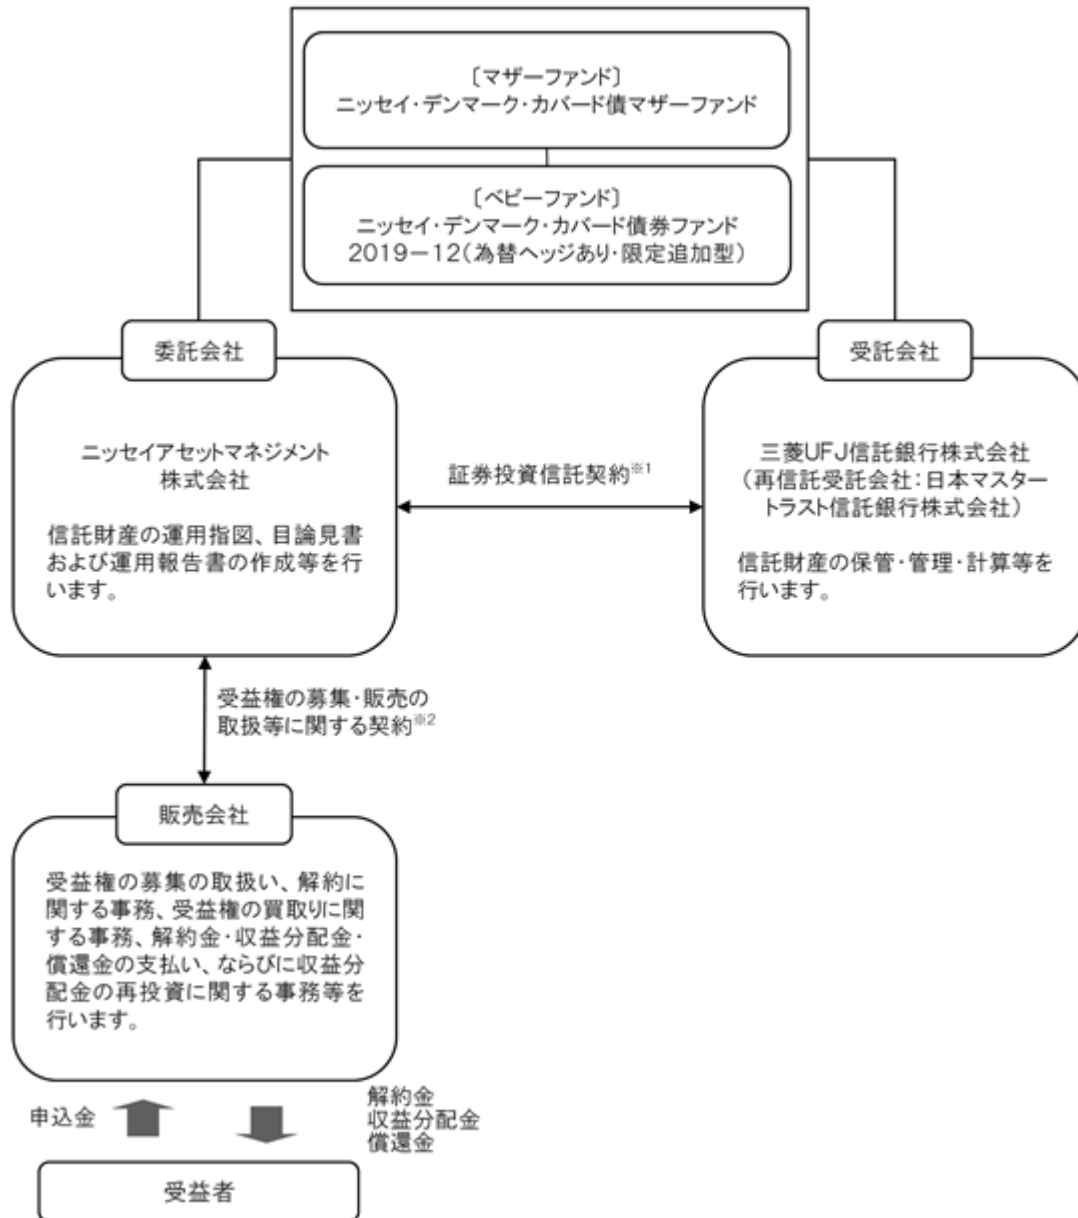 〔マザーファンド〕
ニッセイ・デンマーク・カバード債マザーファンド
〔ベビーファンド〕
ニッセイ・デンマーク・カバード債券ファンド
2019－12（為替ヘッジあり・限定追加型）
委託会社
ニッセイアセットマネジメント
株式会社
信託財産の運用指図、目論見書
および運用報告書の作成等を行
います。
証券投資信託契約※1
受託会社
三菱UFJ信託銀行株式会社
（再信託受託会社：日本マスター
トラスト信託銀行株式会社）
信託財産の保管・管理・計算等を
行います。
受益権の募集・販売の
取扱等に関する契約※2
販売会社
受益権の募集の取扱い、解約に
関する事務、受益権の買取りに関
する事務、解約金・収益分配金・
償還金の支払い、ならびに収益分
配金の再投資に関する事務等を
行います。
申込金
解約金
収益分配金
償還金
受益者